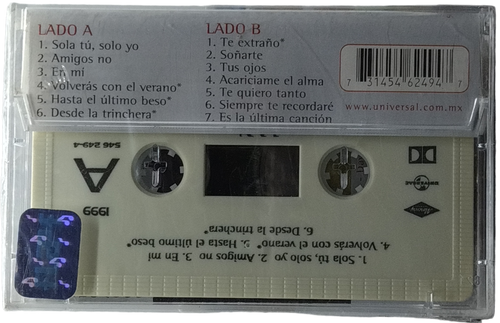 LADO A
1. Sola tú, solo yo
2. Amigos no
3. En mí
4. Volverás con el verano*
5. Hasta el último beso*
6. Desde la trinchera*
LADO B
1. Te extraño*
2. Soñarte
3. Tus ojos
4. Acaríciame el alma
5. Te quiero tanto
6. Siempre te recordaré
7. Es la última canción
7 31454 62494 7
www.universal.com.mx
1. Sola tú, solo yo 2. Amigos no 3. En mí
4. Volverás con el verano* 5. Hasta el último beso*
6. Desde la trinchera*
1999
A
546 249-4
UNIVERSAL